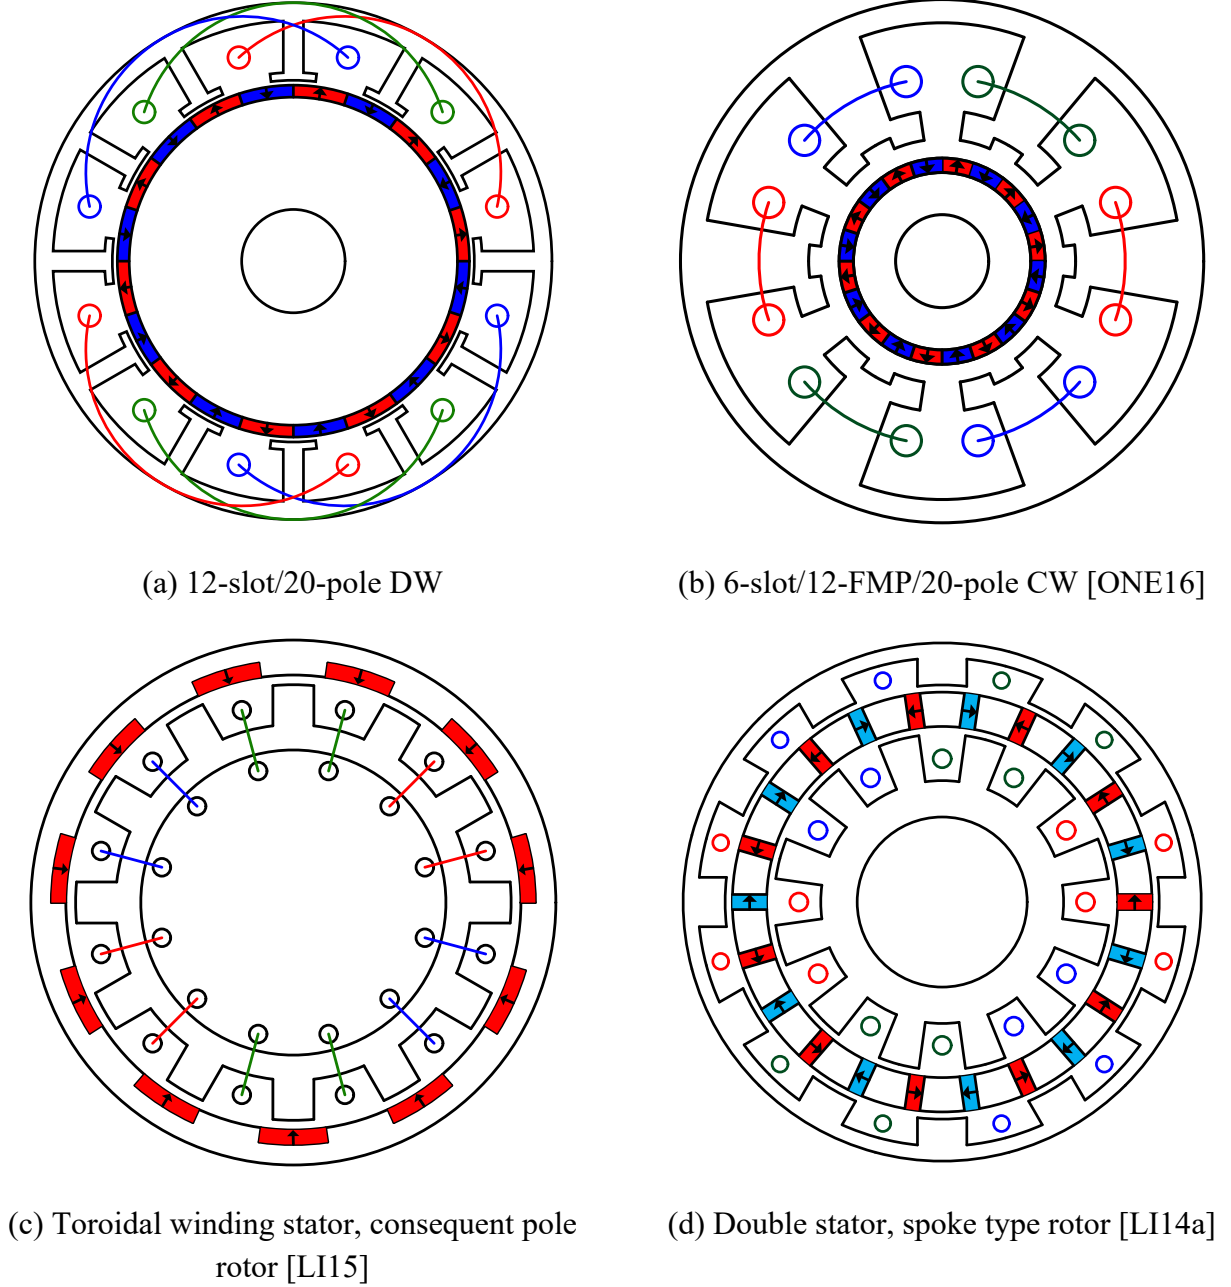 (a) 12-slot/20-pole DW
(b) 6-slot/12-FMP/20-pole CW [ONE16]
(c) Toroidal winding stator, consequent pole
rotor [LI15]
(d) Double stator, spoke type rotor [LI14a]